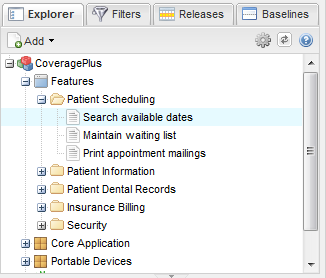 Explorer Filters Releases Baselines
Add
CoveragePlus
Features
Patient Scheduling
Search available dates
Maintain waiting list
Print appointment mailings
Patient Information
Patient Dental Records
Insurance Billing
Security
Core Application
Portable Devices